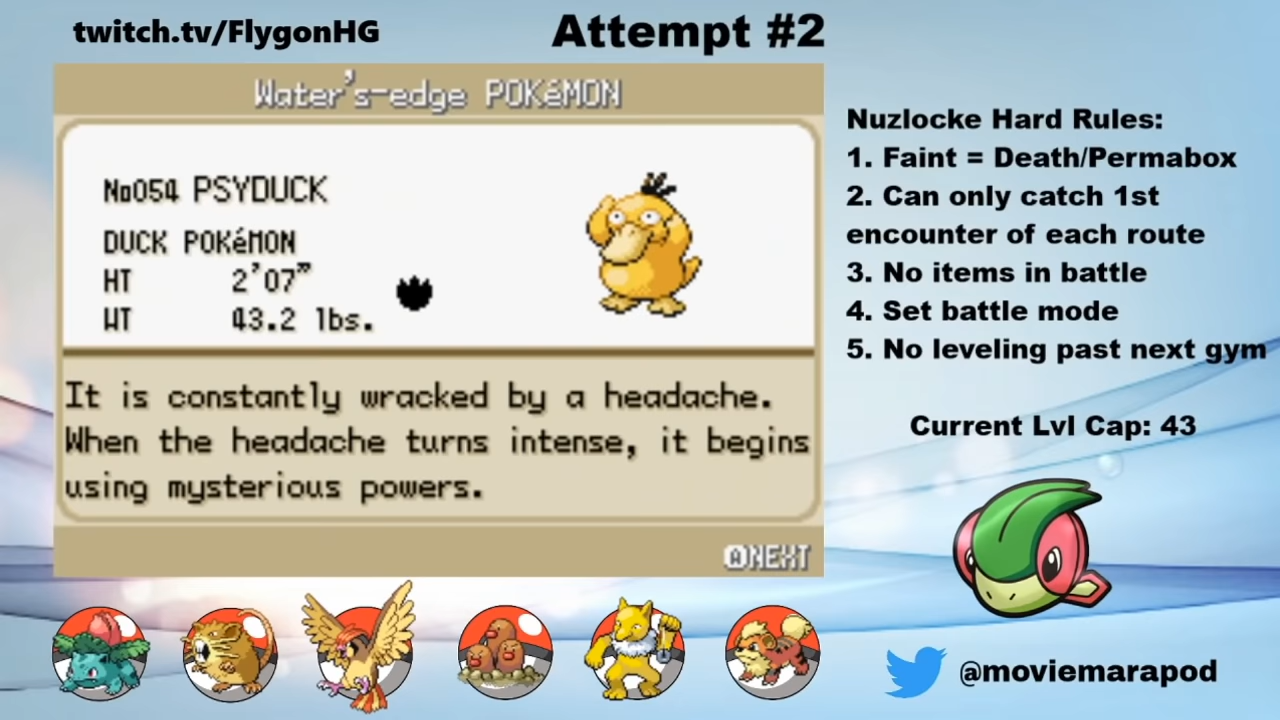 twitch.tv/FlygonHG
Attempt #2
Water's-edge POKéMON
No054 PSYDUCK
DUCK POKéMON
HT 2'07"
WT 43.2 lbs.
It is constantly wracked by a headache.
When the headache turns intense, it begins
using mysterious powers.
A NEXT
Nuzlocke Hard Rules:
1. Faint = Death/Permabox
2. Can only catch 1st
encounter of each route
3. No items in battle
4. Set battle mode
5. No leveling past next gym
Current Lvl Cap: 43
@moviemarapod